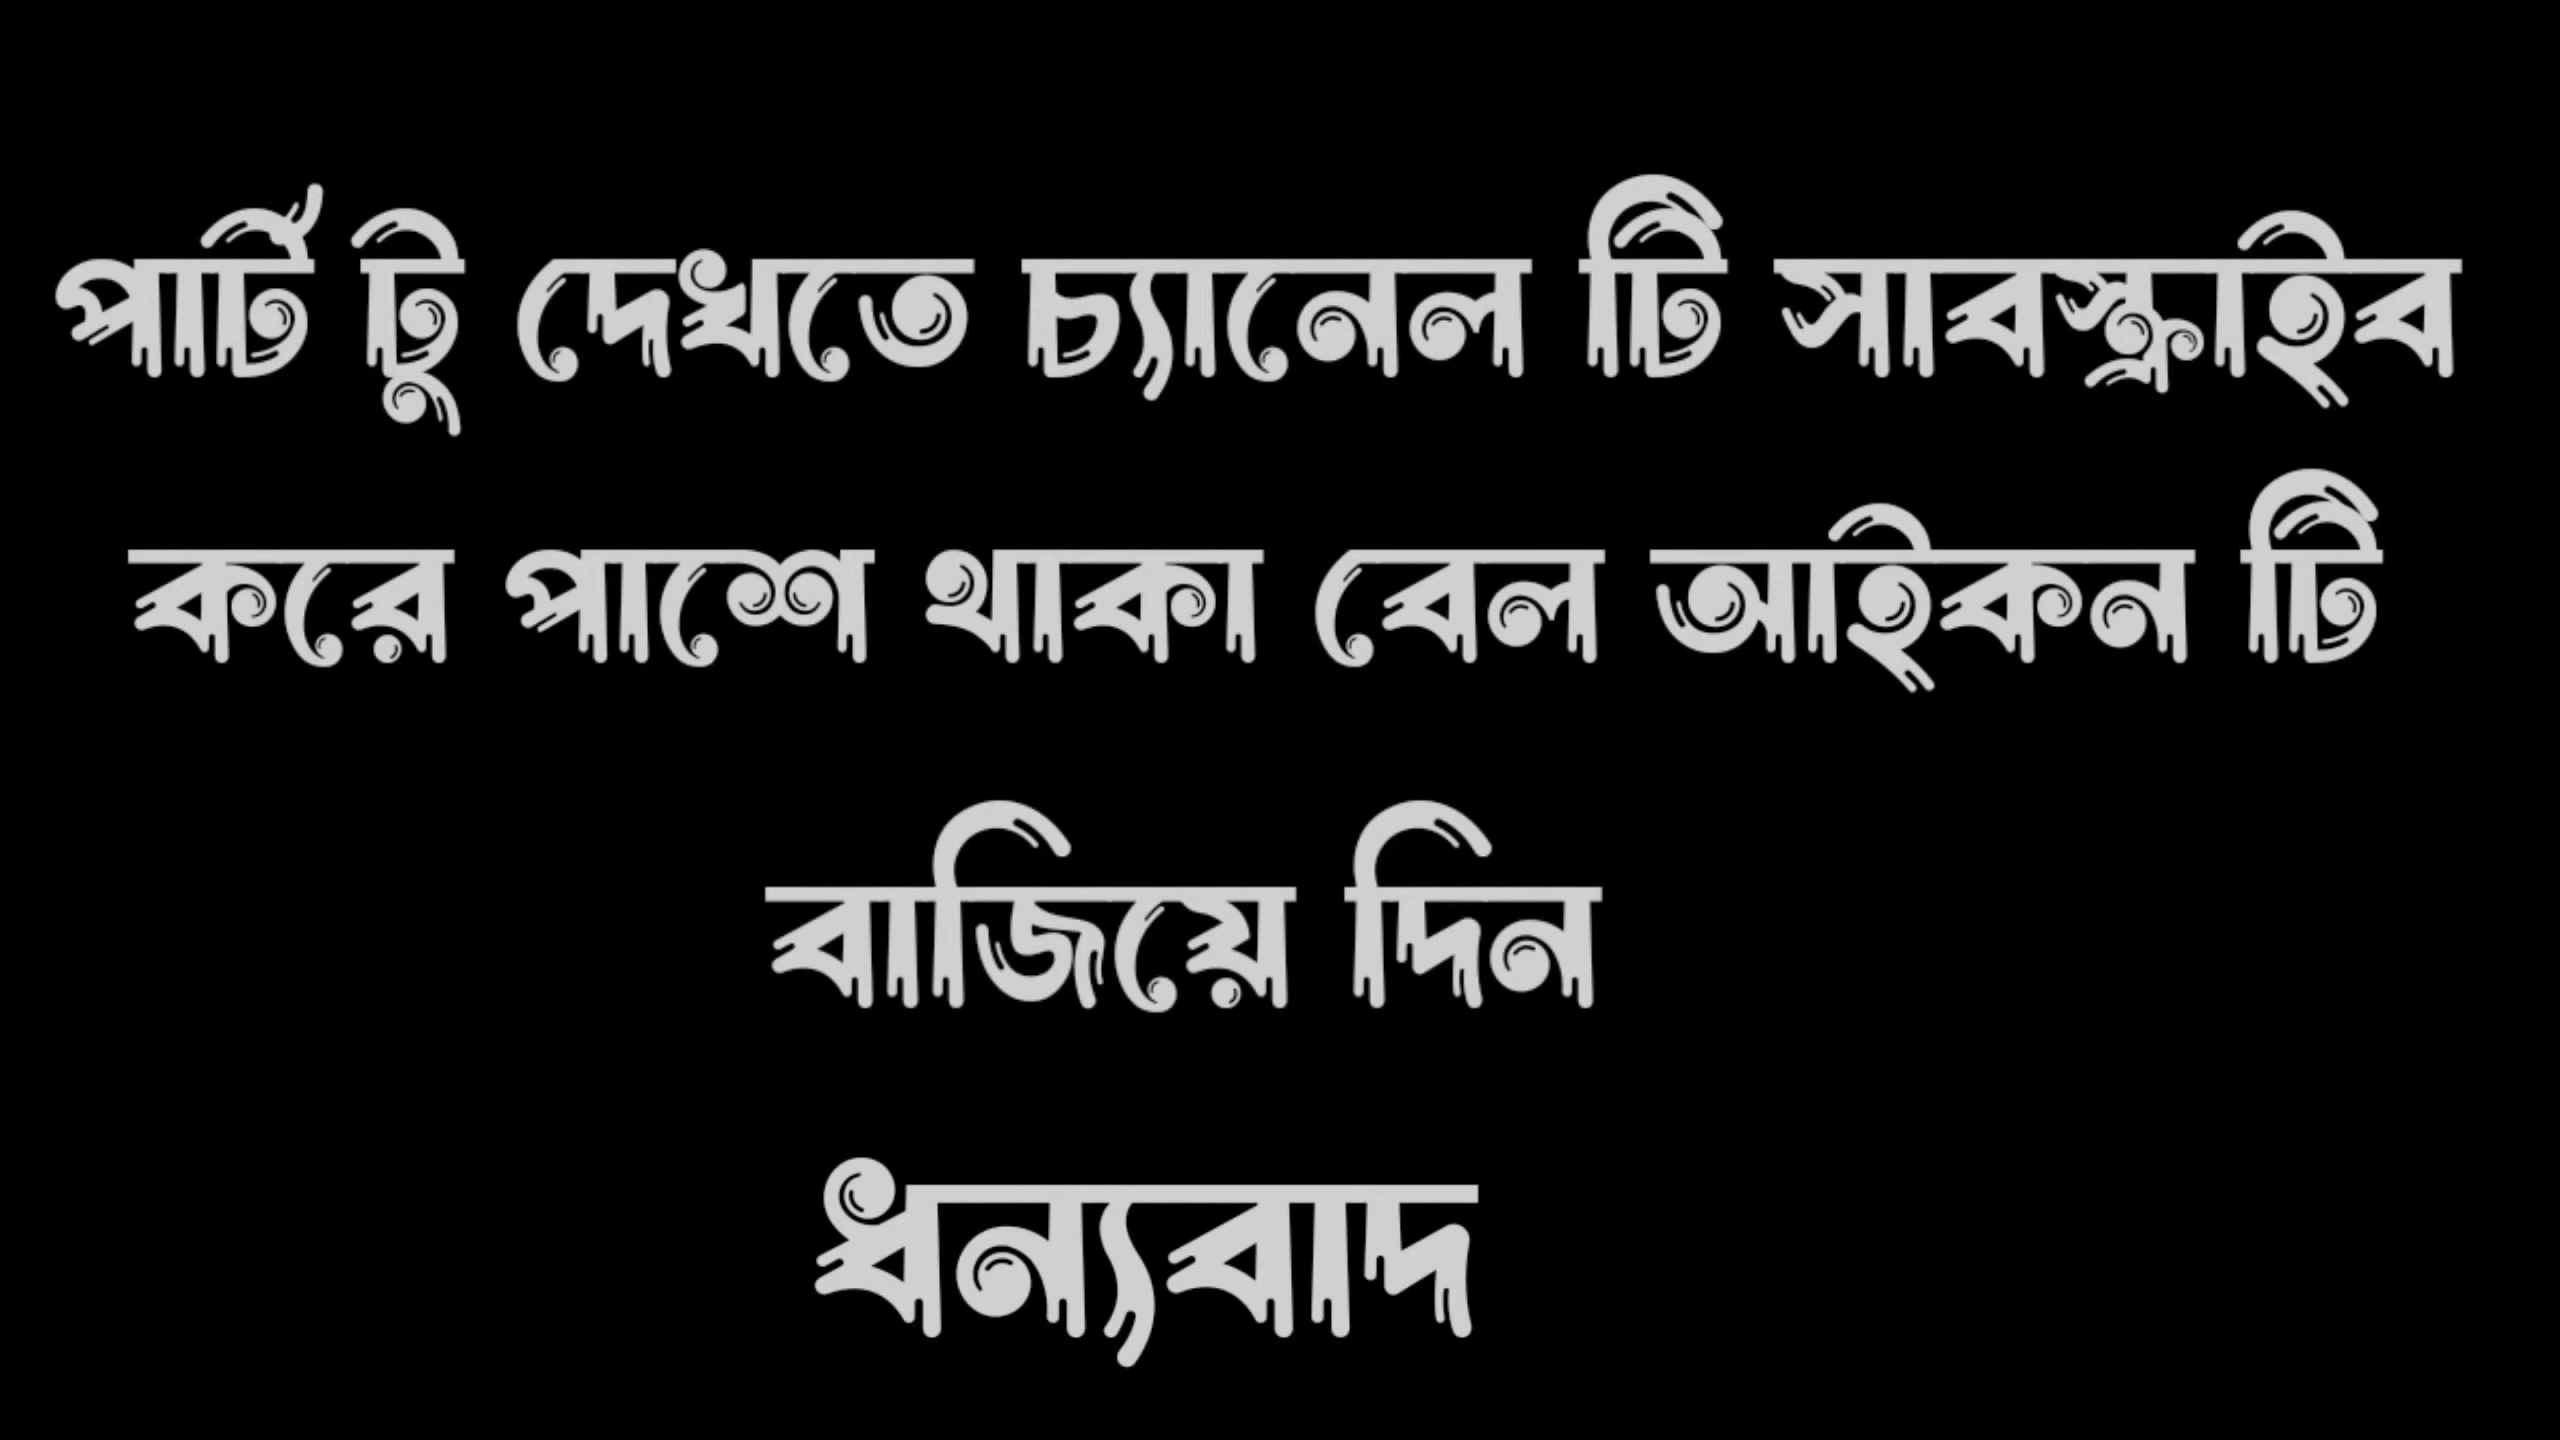 পার্ট টু দেখতে চ্যানেল টি সাবস্ক্রাইব
করে পাশে থাকা বেল আইকন টি
বাজিয়ে দিন
ধন্যবাদ